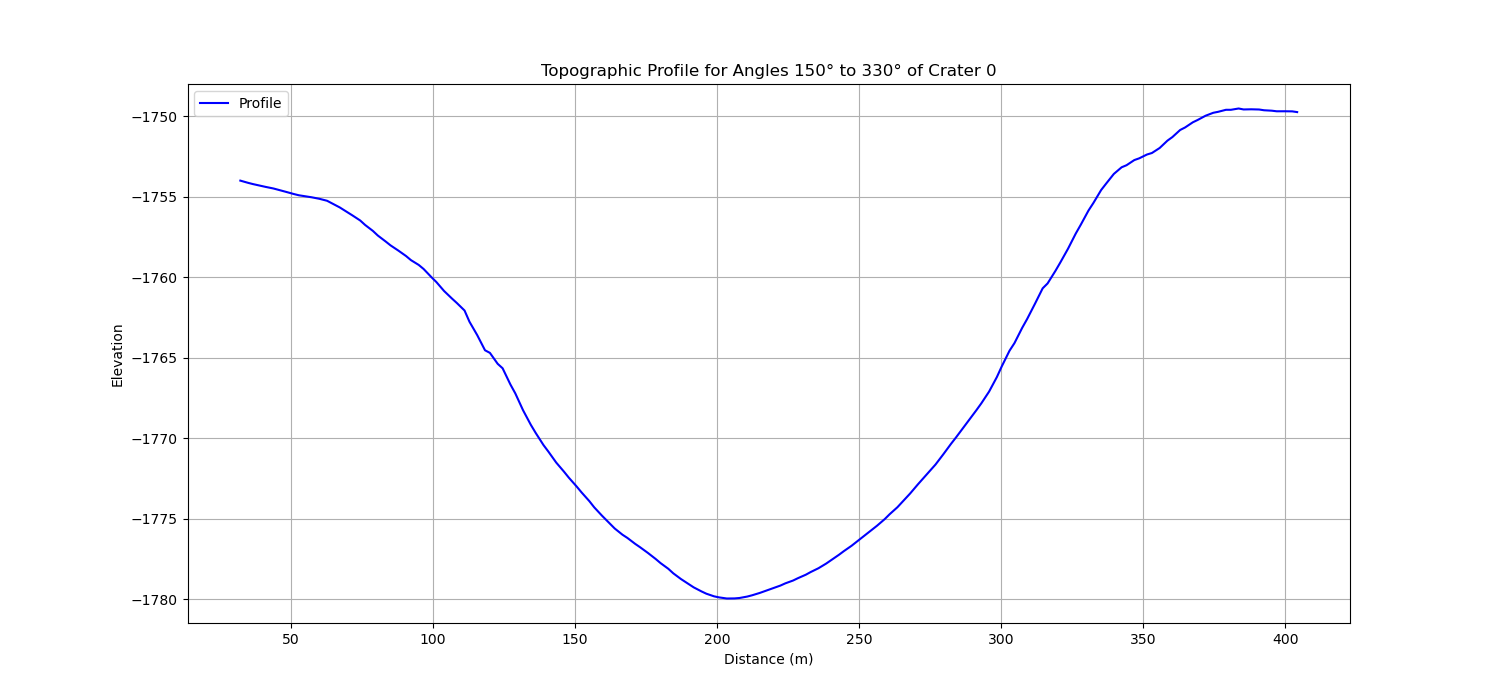 Topographic Profile for Angles 150° to 330° of Crater 0
Profile
Elevation
−1750
−1755
−1760
−1765
−1770
−1775
−1780
50 100 150 200 250 300 350 400
Distance (m)